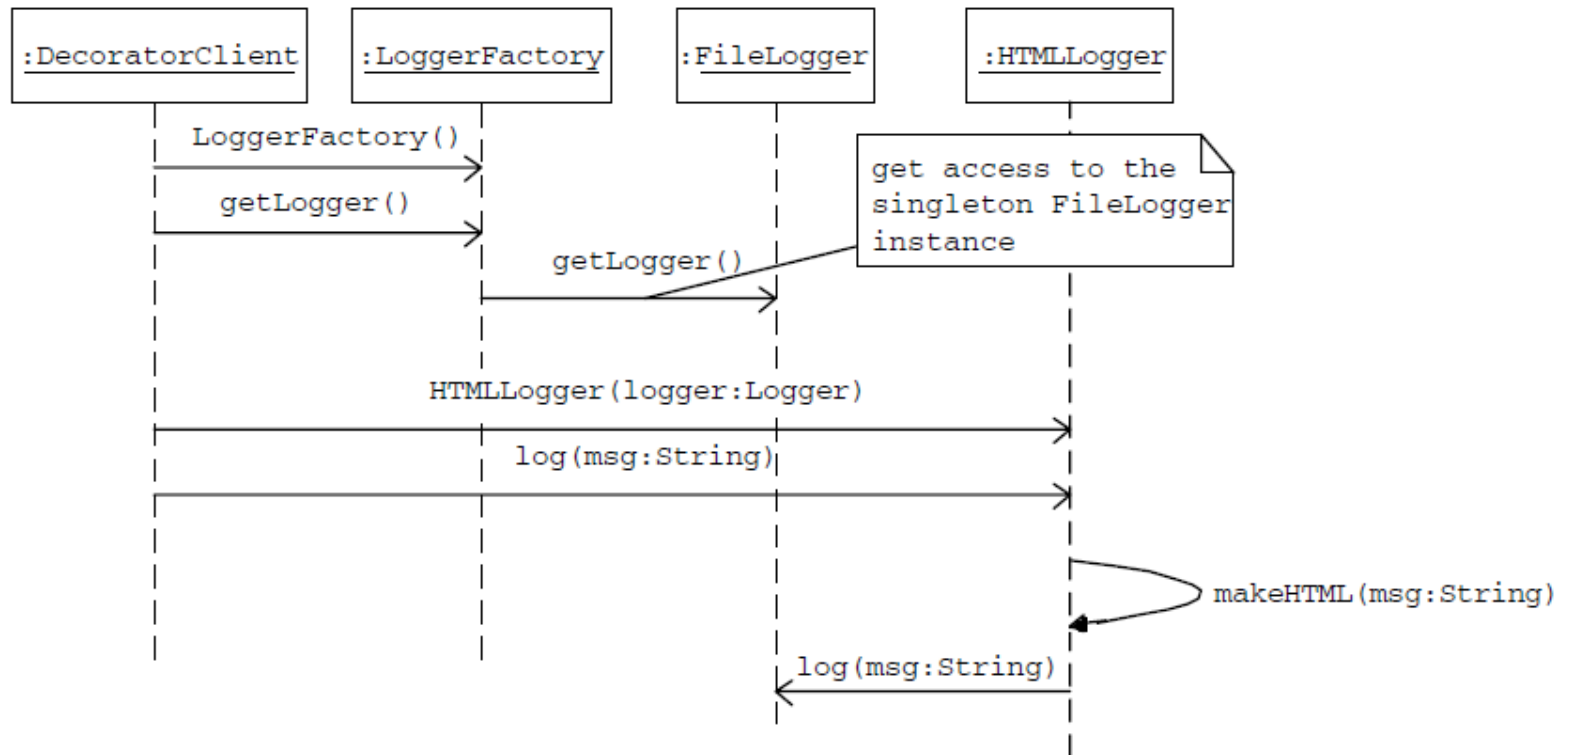 :DecoratorClient
:LoggerFactory
:FileLogger
:HTMLLogger
LoggerFactory()
get access to the
singleton FileLogger
instance
getLogger()
getLogger()
HTMLLogger(logger:Logger)
log(msg:String)
makeHTML(msg:String)
log(msg:String)